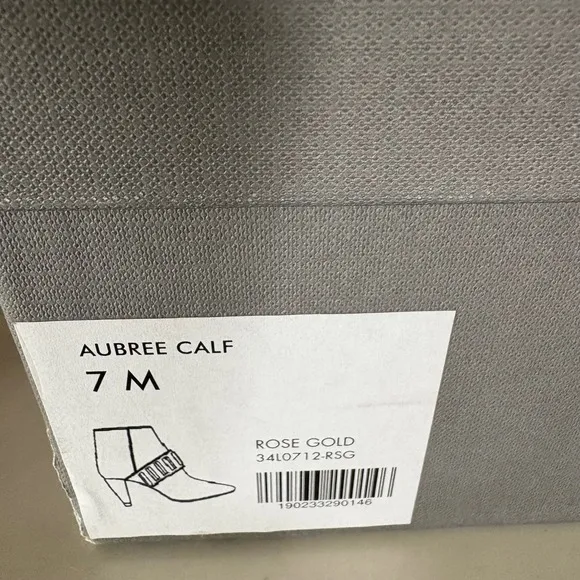 AUBREE CALF
7 M
ROSE GOLD
34L0712-RSG
190233290146